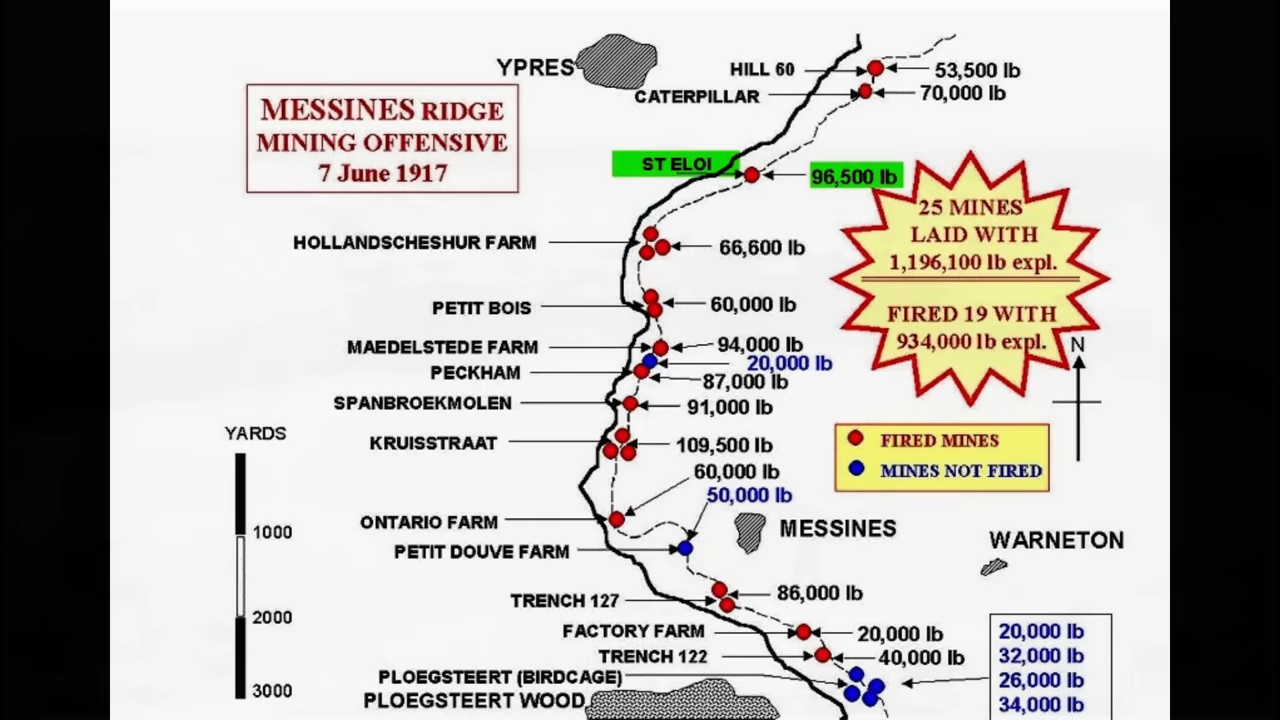 YPRES
HILL 60
53,500 lb
CATERPILLAR
70,000 lb
MESSINES RIDGE
MINING OFFENSIVE
7 June 1917
ST ELOI
96,500 lb
25 MINES
LAID WITH
1,196,100 lb expl.
FIRED 19 WITH
934,000 lb expl.
HOLLANDSCHESHUR FARM
66,600 lb
PETIT BOIS
60,000 lb
MAEDELSTEDE FARM
94,000 lb
20,000 lb
PECKHAM
87,000 lb
SPANBROEKMOLEN
91,000 lb
N
YARDS
1000
2000
3000
KRUISSTRAAT
109,500 lb
FIRED MINES
MINES NOT FIRED
60,000 lb
50,000 lb
ONTARIO FARM
MESSINES
WARNETON
PETIT DOUVE FARM
TRENCH 127
86,000 lb
FACTORY FARM
20,000 lb
TRENCH 122
40,000 lb
PLOEGSTEERT (BIRDCAGE)
PLOEGSTEERT WOOD
20,000 lb
32,000 lb
26,000 lb
34,000 lb